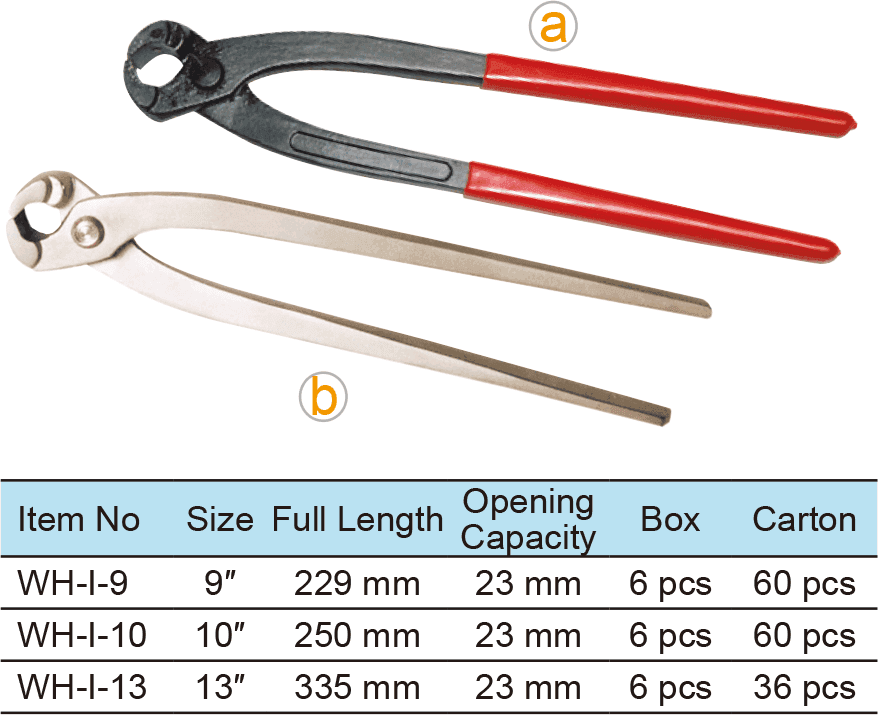 a
b
Item No Size Full Length Opening Capacity Box Carton
WH-I-9 9″ 229 mm 23 mm 6 pcs 60 pcs
WH-I-10 10″ 250 mm 23 mm 6 pcs 60 pcs
WH-I-13 13″ 335 mm 23 mm 6 pcs 36 pcs